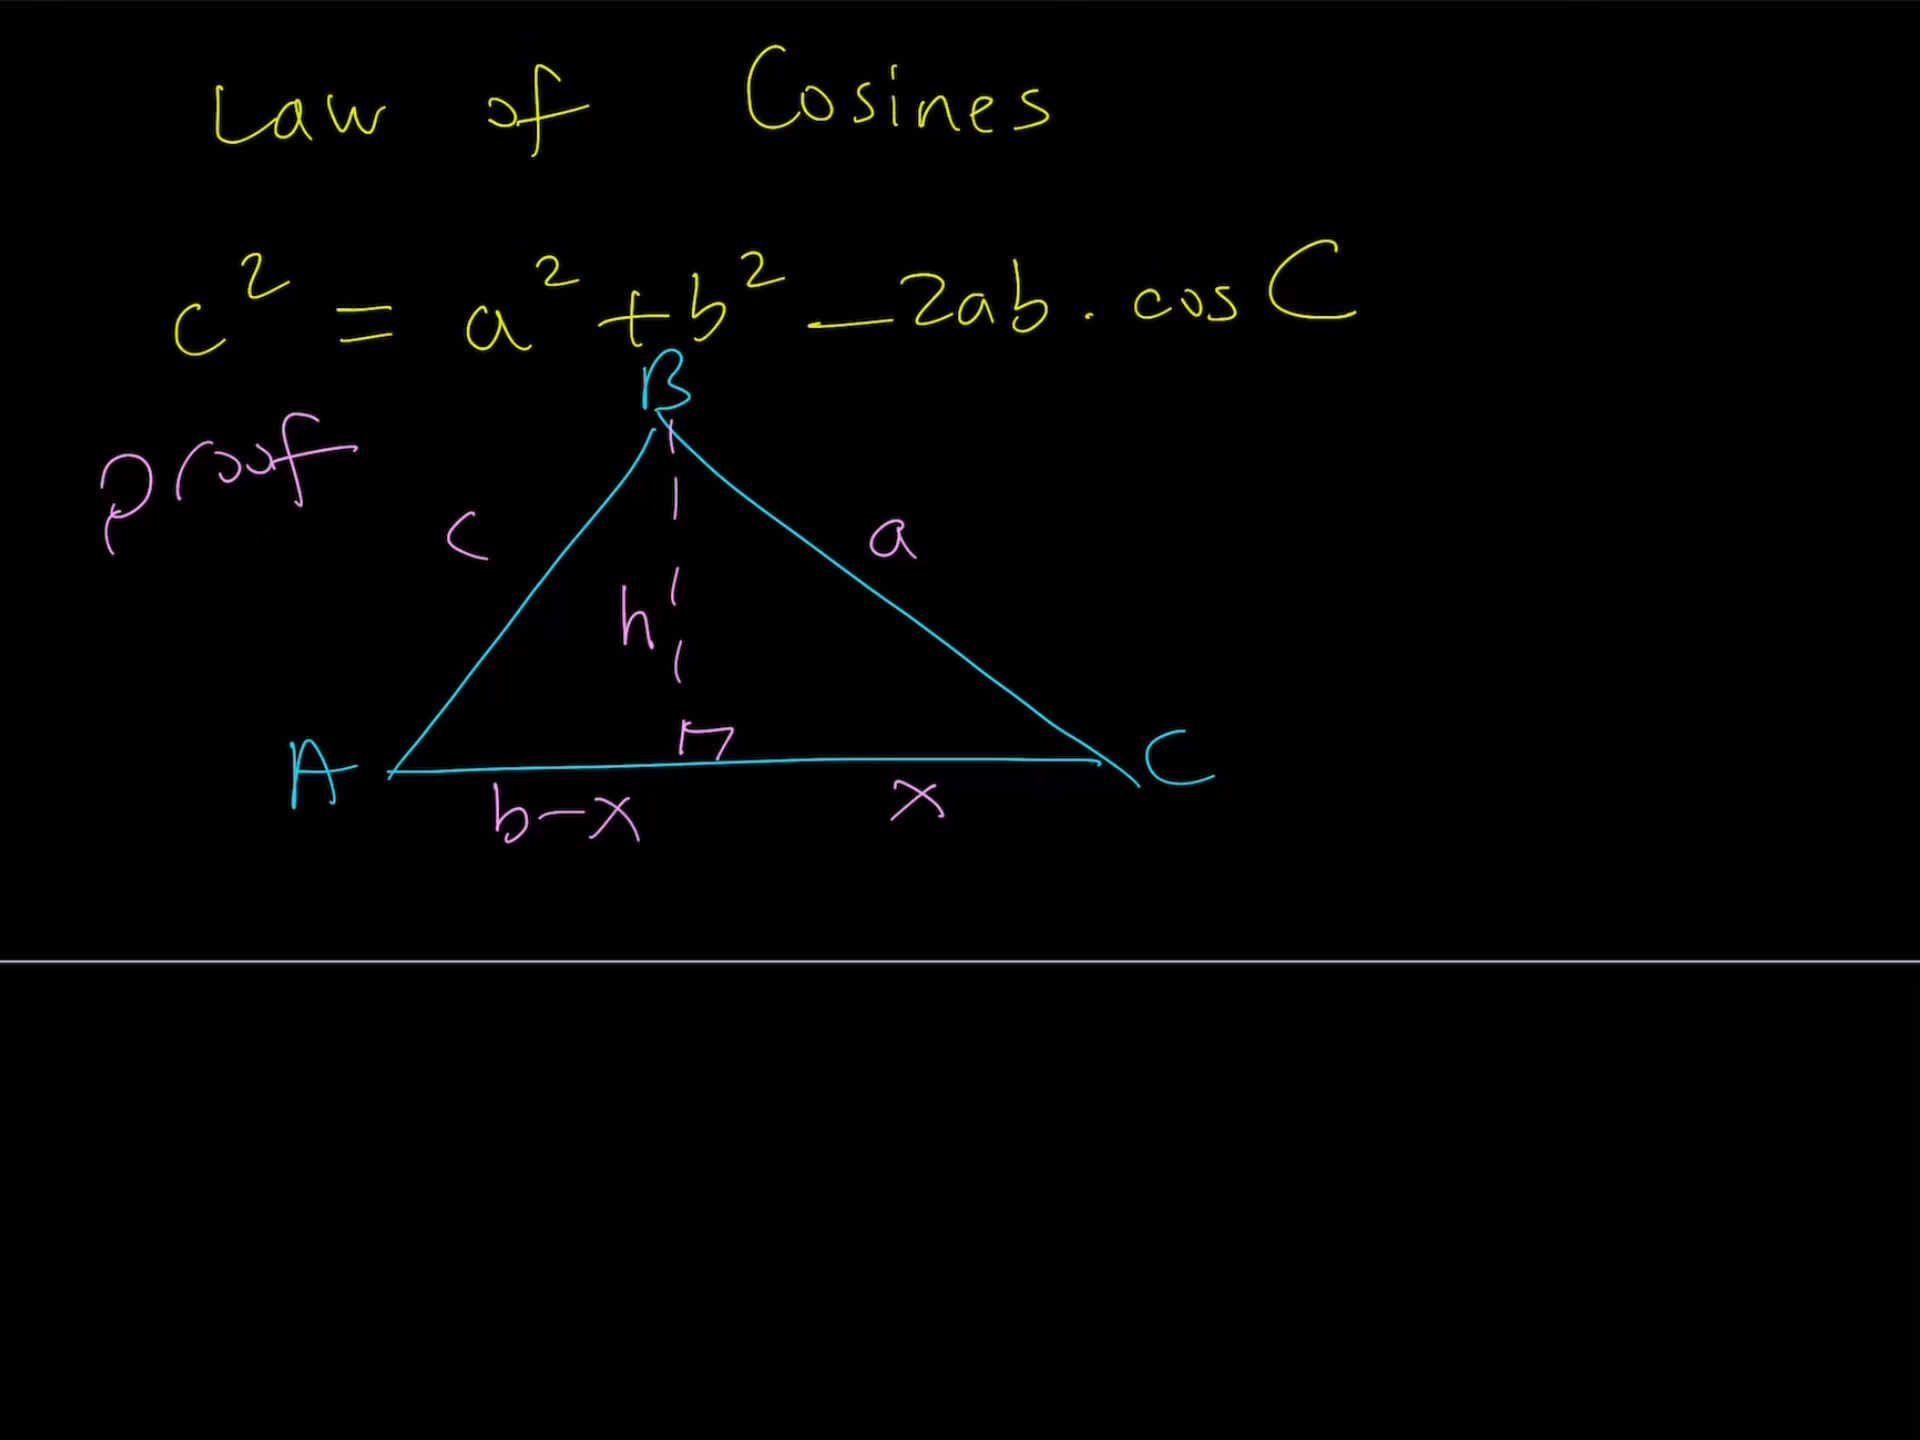 Law of Cosines
c² = a² + b² - 2ab . cos C
B
proof
c
a
h
A
C
b-x
x